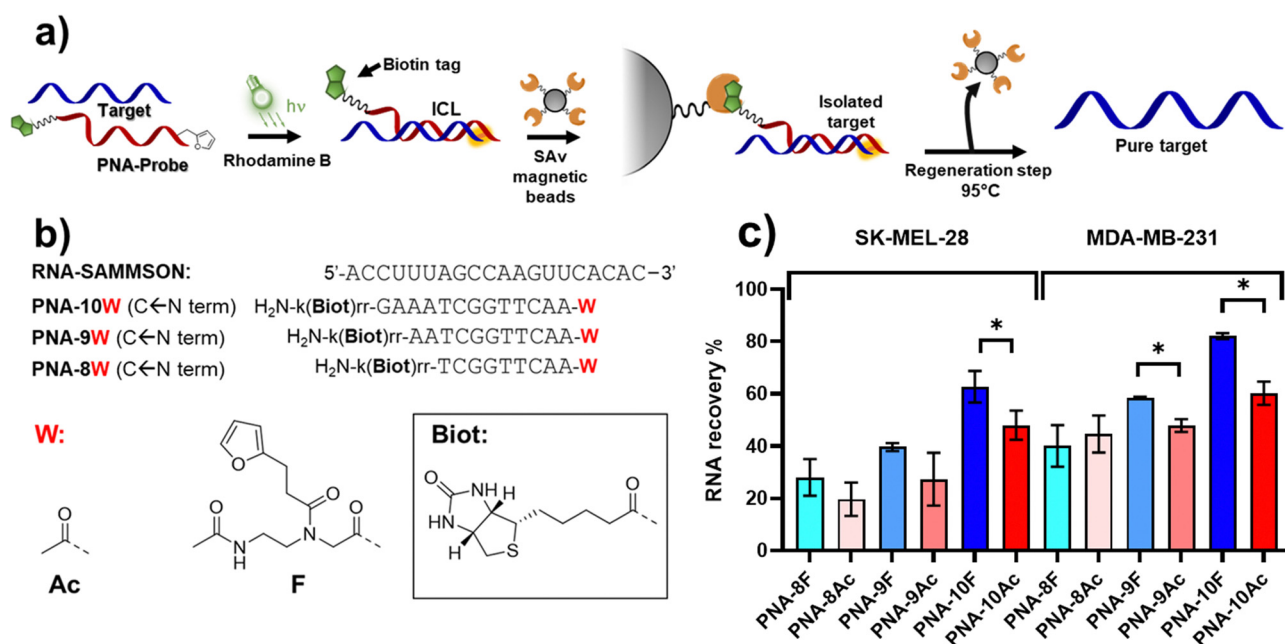 a)
Target
PNA-Probe
hν
Rhodamine B
Biotin tag
ICL
SAv
magnetic
beads
Isolated
target
Regeneration step
95°C
Pure target
b)
RNA-SAMMSON: 5'-ACCUUUAGCCAAGUUCACAC-3'
PNA-10W (C←N term) H₂N-k(Biot)rr-GAAATCGGTTCAA-W
PNA-9W (C←N term) H₂N-k(Biot)rr-AATCGGTTCAA-W
PNA-8W (C←N term) H₂N-k(Biot)rr-TCGGTTCAA-W
W:
O
Ac
O
O
O
O
N
H
N
F
Biot:
O
NH
HN
H
H
S
O
c)
SK-MEL-28 MDA-MB-231
RNA recovery %
100
80
60
40
20
0
*
*
*
PNA-8F
PNA-8Ac
PNA-9F
PNA-9Ac
PNA-10F
PNA-10Ac
PNA-8F
PNA-8Ac
PNA-9F
PNA-9Ac
PNA-10F
PNA-10Ac